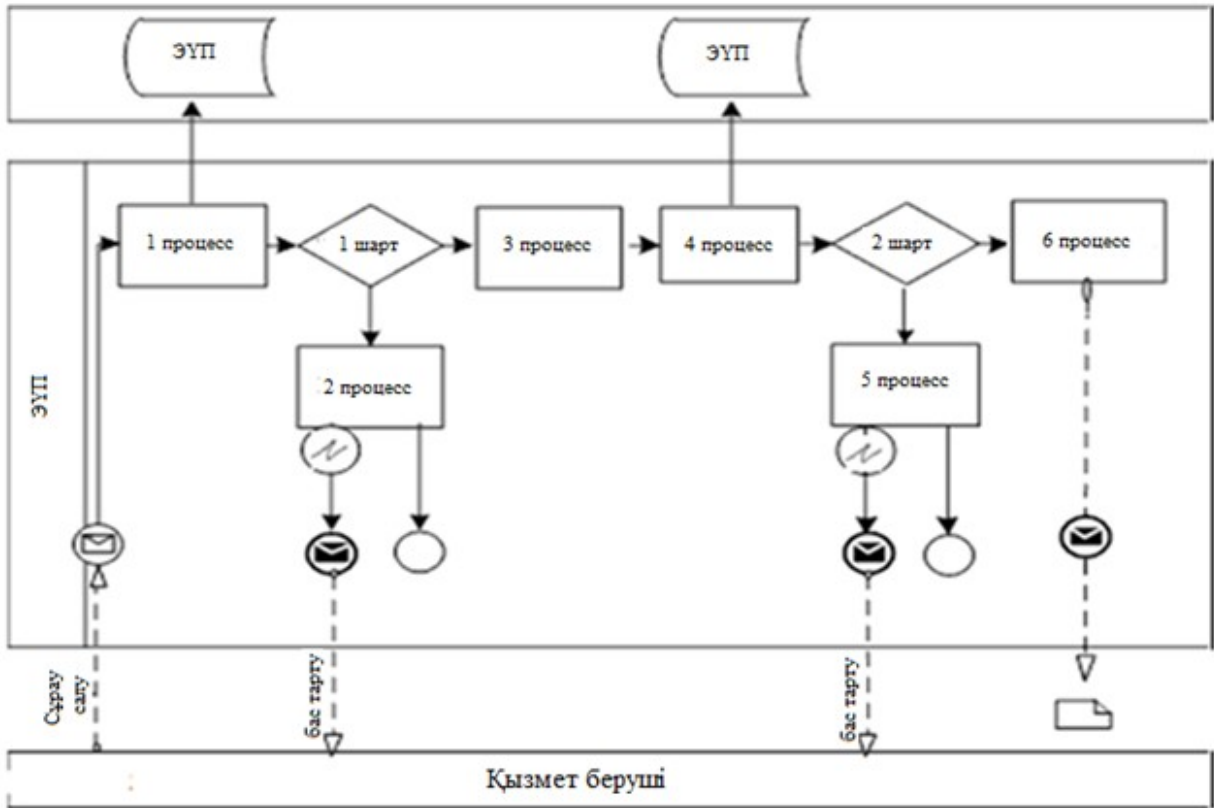 ЭҮП
ЭҮП
1 процесс
1 шарт
3 процесс
4 процесс
2 шарт
6 процесс
2 процесс
5 процесс
ЭҮП
Сұрау
салу
бас тарту
бас тарту
Қызмет беруші